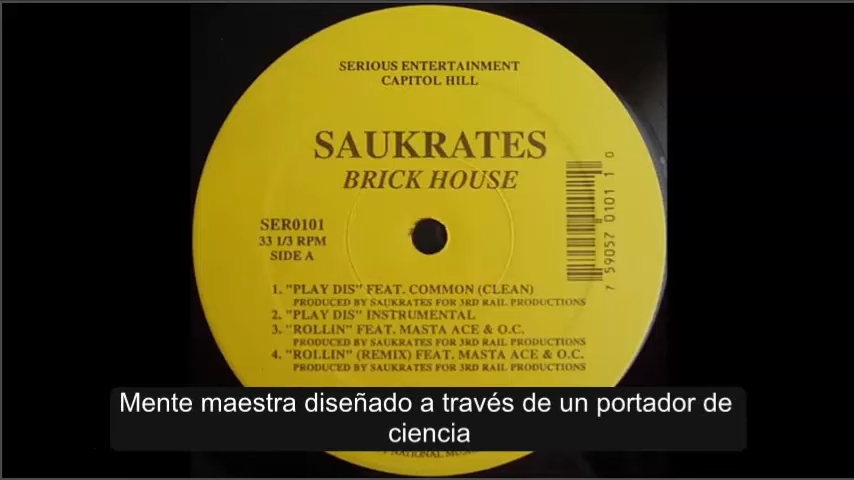 SERIOUS ENTERTAINMENT
CAPITOL HILL
SAUKRATES
BRICK HOUSE
SER0101
33 1/3 RPM
SIDE A
7 59057 0101 1 0
1. "PLAY DIS" FEAT. COMMON (CLEAN)
PRODUCED BY SAUKRATES FOR 3RD RAIL PRODUCTIONS
2. "PLAY DIS" INSTRUMENTAL
3. "ROLLIN" FEAT. MASTA ACE & O.C.
PRODUCED BY SAUKRATES FOR 3RD RAIL PRODUCTIONS
4. "ROLLIN" (REMIX) FEAT. MASTA ACE & O.C.
PRODUCED BY SAUKRATES FOR 3RD RAIL PRODUCTIONS
Mente maestra diseñado a través de un portador de
ciencia